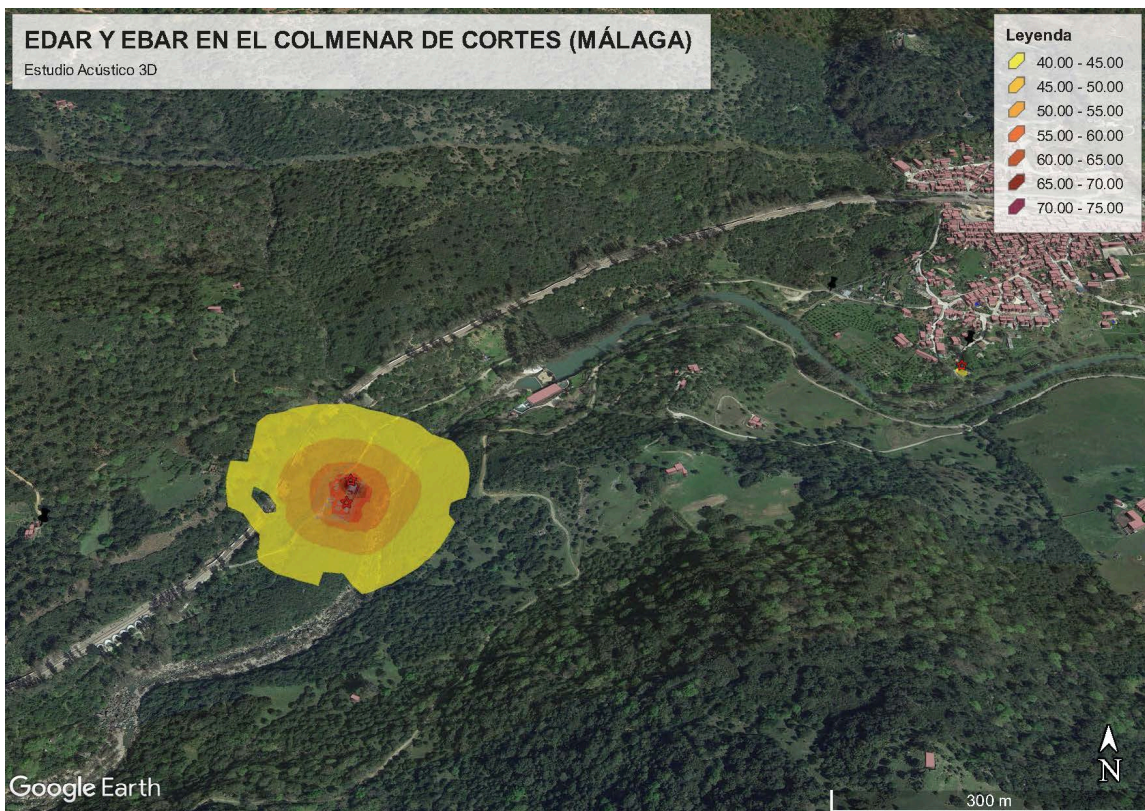 EDAR Y EBAR EN EL COLMENAR DE CORTES (MÁLAGA)
Estudio Acústico 3D
Leyenda
40.00 - 45.00
45.00 - 50.00
50.00 - 55.00
55.00 - 60.00
60.00 - 65.00
65.00 - 70.00
70.00 - 75.00
N
Google Earth
300 m